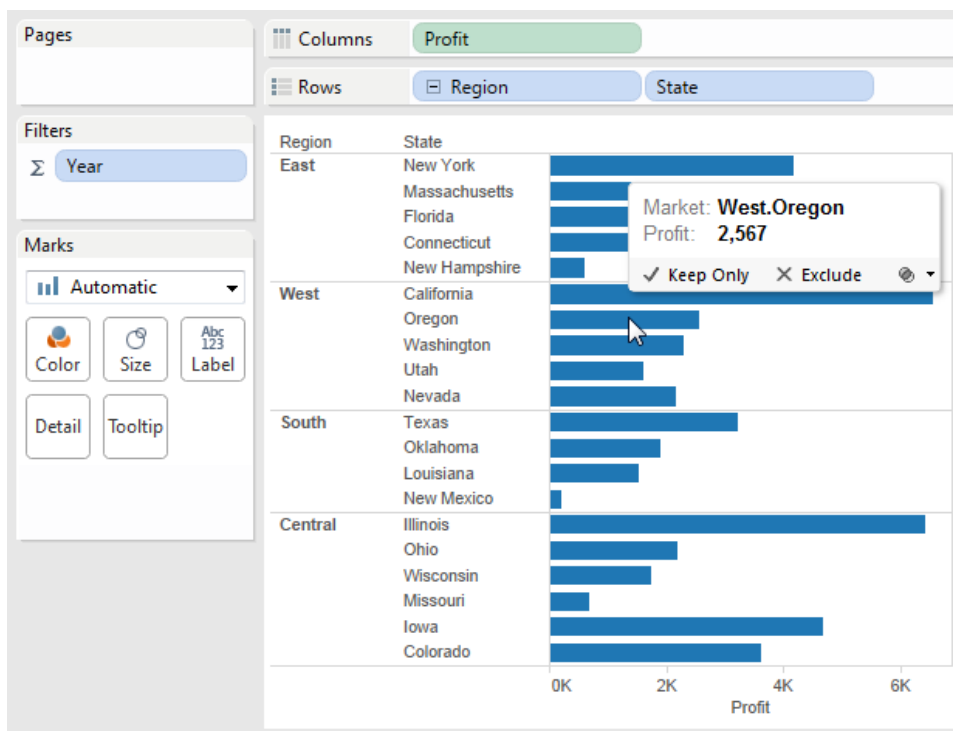 Pages
Columns Profit
Rows Region State
Filters
Σ Year
Marks
Automatic
Color Size Abc 123 Label
Detail Tooltip
Region State
East New York
Massachusetts
Florida
Connecticut
New Hampshire
West California
Oregon
Washington
Utah
Nevada
South Texas
Oklahoma
Louisiana
New Mexico
Central Illinois
Ohio
Wisconsin
Missouri
Iowa
Colorado
Market: West.Oregon
Profit: 2,567
Keep Only Exclude
0K 2K 4K 6K
Profit